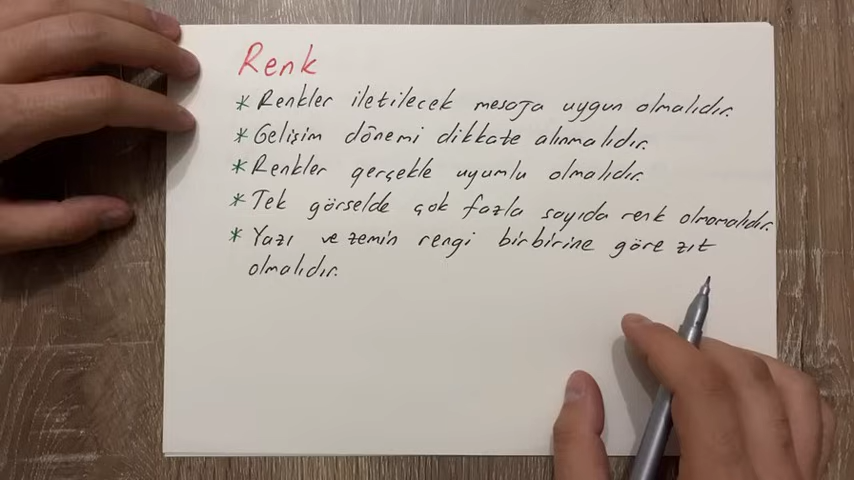 Renk
* Renkler iletilecek mesaja uygun olmalıdır.
* Gelişim dönemi dikkate alınmalıdır.
* Renkler gerçekle uyumlu olmalıdır.
* Tek görselde çok fazla sayıda renk olmamalıdır.
* Yazı ve zemin rengi birbirine göre zıt
olmalıdır.